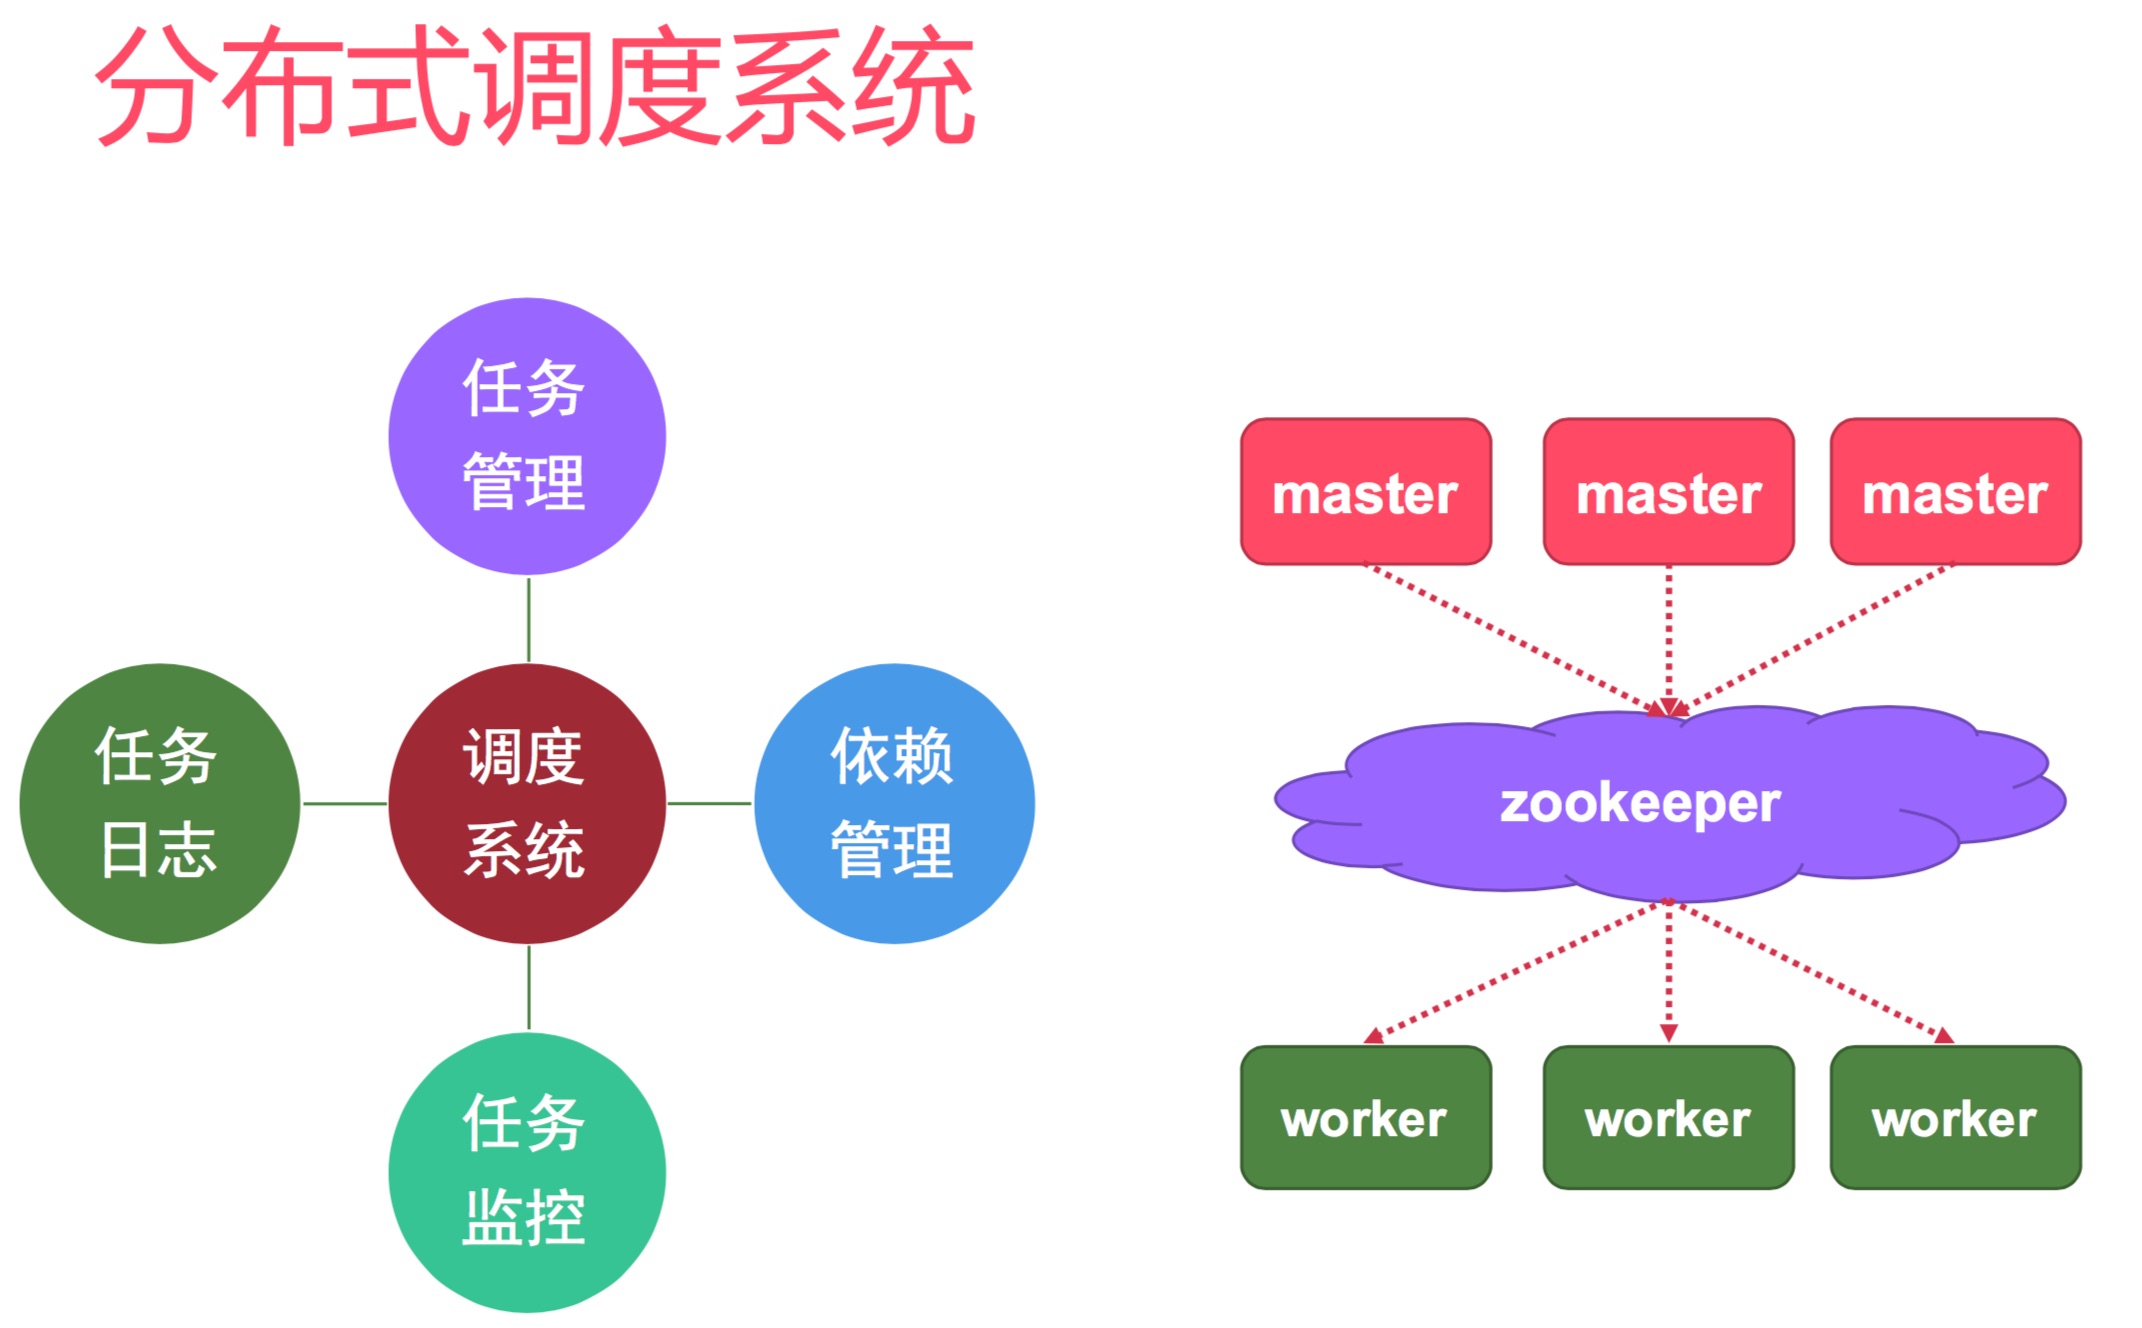 分布式调度系统
任务
管理
任务
日志
调度
系统
依赖
管理
任务
监控
master
master
master
zookeeper
worker
worker
worker